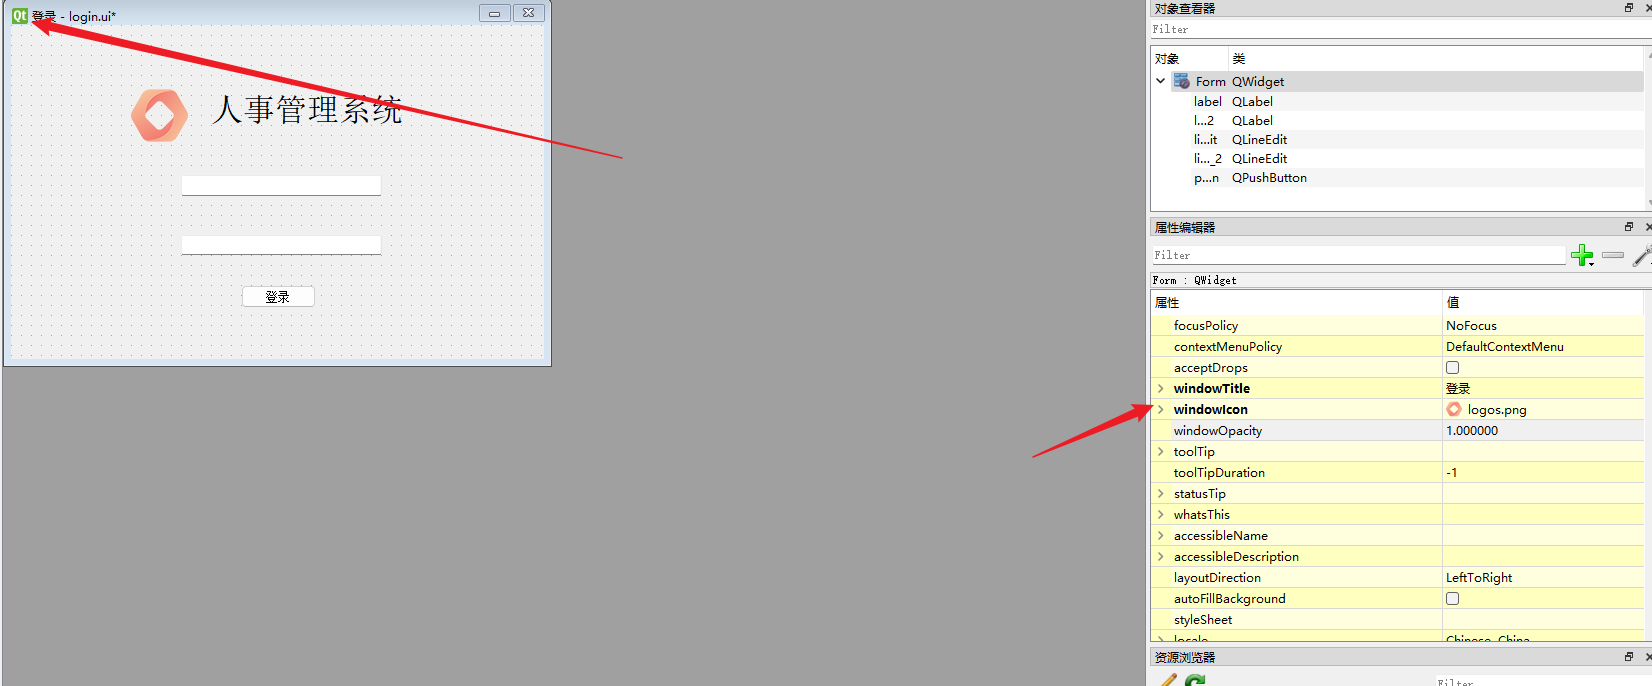 Qt 登录 - login.ui*
人事管理系统
登录
对象查看器
Filter
对象 类
Form QWidget
label QLabel
l...2 QLabel
li...it QLineEdit
li..._2 QLineEdit
p...n QPushButton
属性编辑器
Filter
Form : QWidget
属性 值
focusPolicy NoFocus
contextMenuPolicy DefaultContextMenu
acceptDrops
windowTitle 登录
windowIcon logos.png
windowOpacity 1.000000
toolTip
toolTipDuration -1
statusTip
whatsThis
accessibleName
accessibleDescription
layoutDirection LeftToRight
autoFillBackground
styleSheet
locale Chinese, China
资源浏览器
Filter